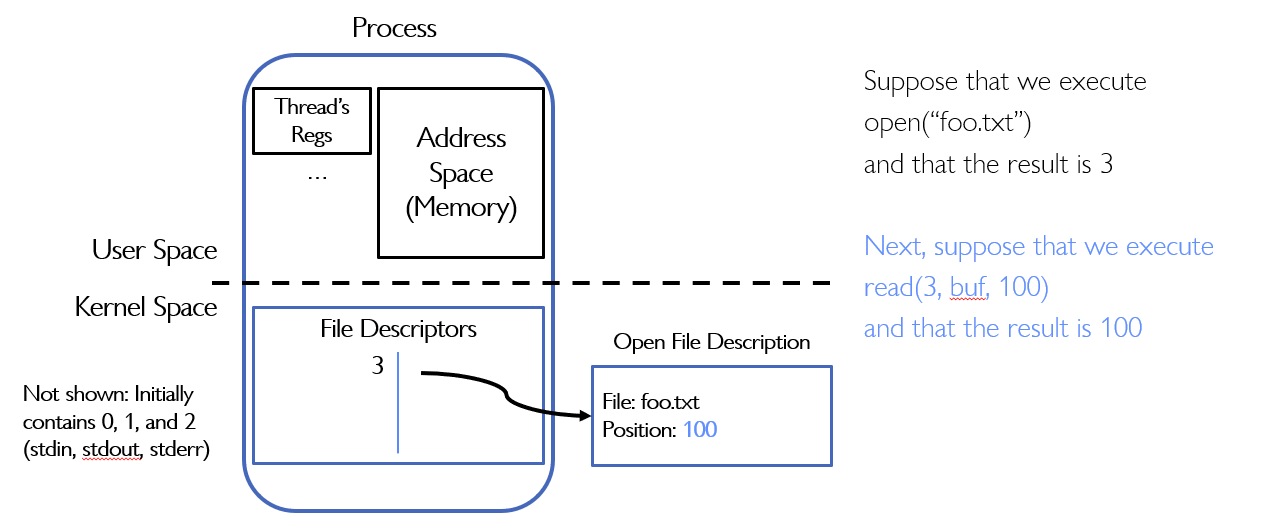 Process
Thread's
Regs
...
Address
Space
(Memory)
User Space
Kernel Space
File Descriptors
3
Not shown: Initially
contains 0, 1, and 2
(stdin, stdout, stderr)
Open File Description
File: foo.txt
Position: 100
Suppose that we execute
open(“foo.txt”)
and that the result is 3
Next, suppose that we execute
read(3, buf, 100)
and that the result is 100